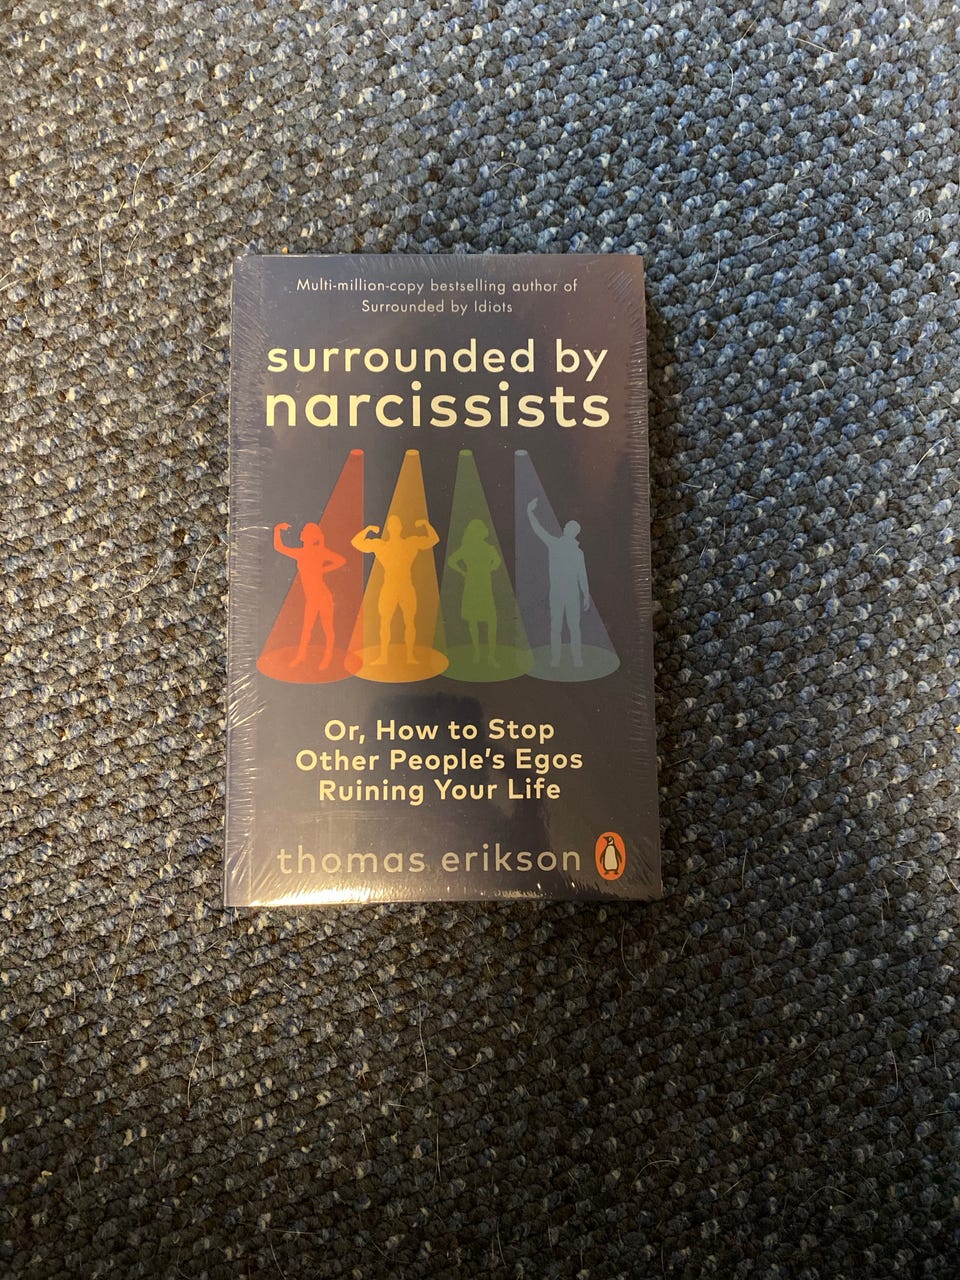 Multi-million-copy bestselling author of
Surrounded by Idiots
surrounded by
narcissists
Or, How to Stop
Other People's Egos
Ruining Your Life
thomas erikson